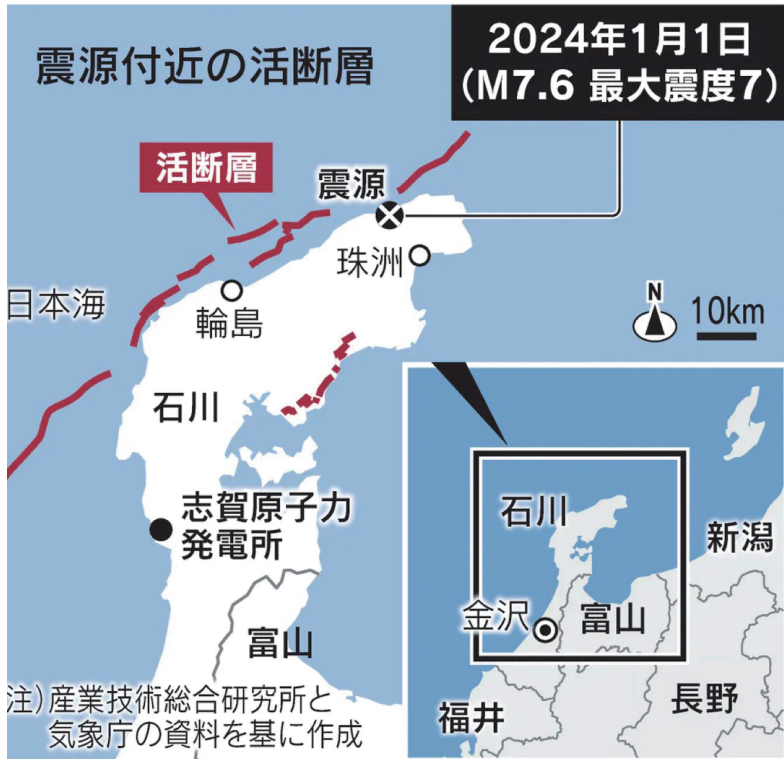 震源付近の活断層
2024年1月1日
(M7.6 最大震度7)
活断層
震源
珠洲
輪島
日本海
N
10km
石川
志賀原子力
発電所
富山
石川
新潟
金沢
富山
長野
福井
注)産業技術総合研究所と
気象庁の資料を基に作成